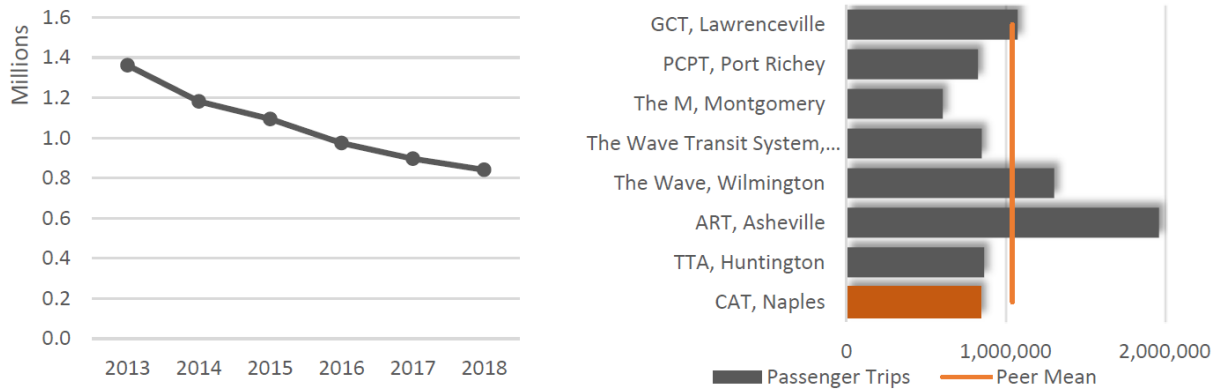 Millions
1.6
1.4
1.2
1.0
0.8
0.6
0.4
0.2
0.0
2013 2014 2015 2016 2017 2018
GCT, Lawrenceville
PCPT, Port Richey
The M, Montgomery
The Wave Transit System,...
The Wave, Wilmington
ART, Asheville
TTA, Huntington
CAT, Naples
0 1,000,000 2,000,000
Passenger Trips Peer Mean